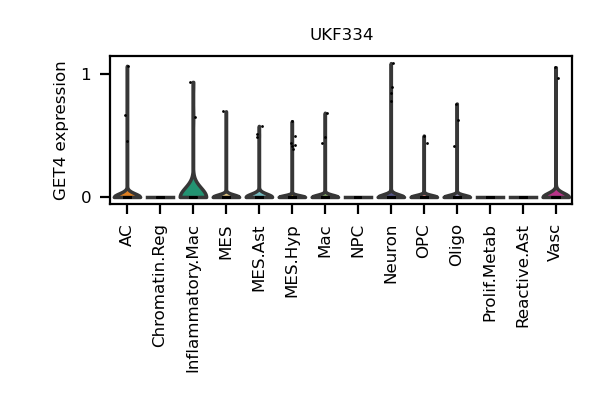 UKF334
GET4 expression
1
0
AC
Chromatin.Reg
Inflammatory.Mac
MES
MES.Ast
MES.Hyp
Mac
NPC
Neuron
OPC
Oligo
Prolif.Metab
Reactive.Ast
Vasc